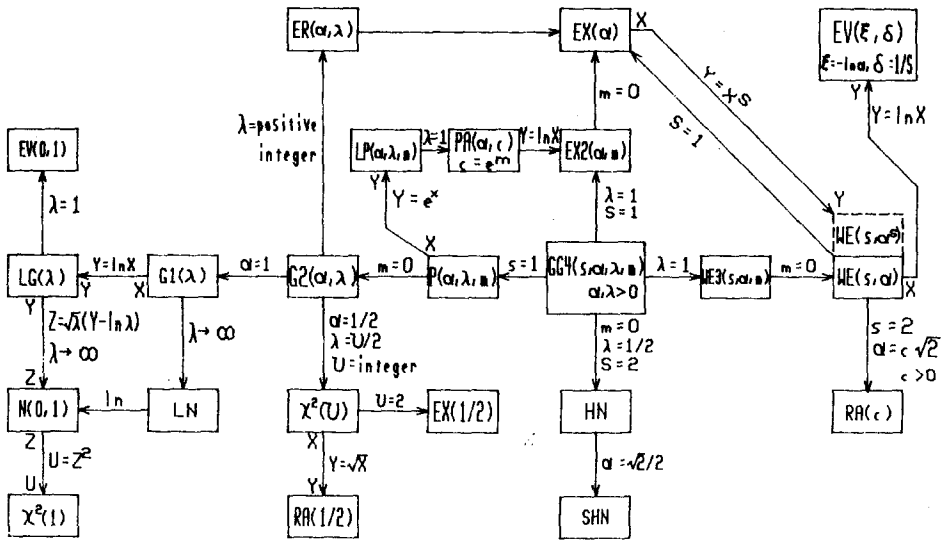 ER(α,λ)
EX(α)
X
EV(ξ,δ)
ξ=-lnα, δ=1/S
Y
Y=X^S
Y=lnX
m=0
S=1
λ=positive
integer
EV(0,1)
LP(α,λ,m)
λ=1
PA(α,c)
c=e^m
Y=lnX
EX2(α,m)
Y
Y=e^x
λ=1
λ=1
S=1
Y
WE(s,α^s)
X
LG(λ)
Y=lnX
Y
X
G1(λ)
α=1
G2(α,λ)
m=0
P(α,λ,m)
s=1
GG4(s,α,λ,m)
α,λ>0
λ=1
WE3(s,α,m)
m=0
WE(s,α)
X
Y
Z=√λ(Y-lnλ)
λ→∞
λ→∞
α=1/2
λ=υ/2
υ=integer
m=0
λ=1/2
S=2
s=2
α=c√2
c>0
Z
N(0,1)
ln
LN
χ²(υ)
υ=2
EX(1/2)
HN
RA(c)
Z
U=Z²
U
X
Y=√X
Y
α=√2/2
χ²(1)
RA(1/2)
SHN